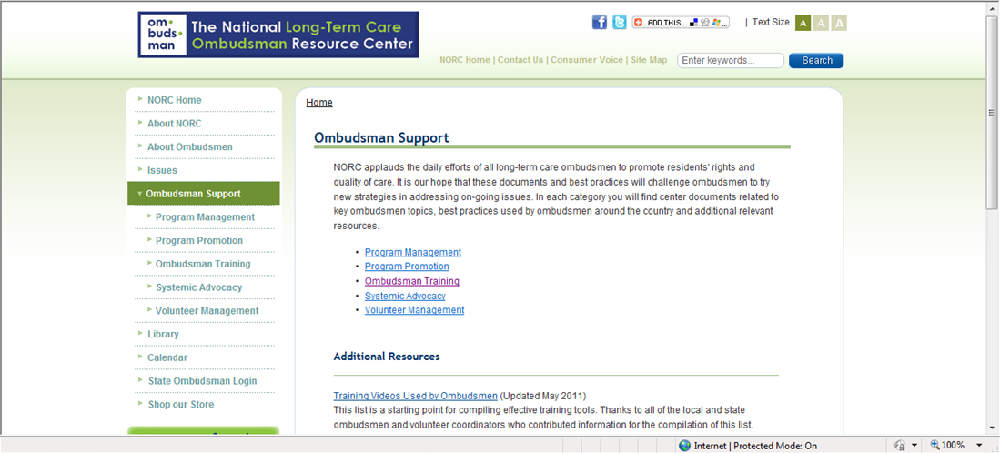 om•
buds•
man
The National Long-Term Care
Ombudsman Resource Center
ADD THIS
| Text Size A A A
NORC Home | Contact Us | Consumer Voice | Site Map
Enter keywords...
Search
NORC Home
About NORC
About Ombudsmen
Issues
Ombudsman Support
Program Management
Program Promotion
Ombudsman Training
Systemic Advocacy
Volunteer Management
Library
Calendar
State Ombudsman Login
Shop our Store
Home
Ombudsman Support
NORC applauds the daily efforts of all long-term care ombudsmen to promote residents' rights and
quality of care. It is our hope that these documents and best practices will challenge ombudsmen to try
new strategies in addressing on-going issues. In each category you will find center documents related to
key ombudsmen topics, best practices used by ombudsmen around the country and additional relevant
resources.
• Program Management
• Program Promotion
• Ombudsman Training
• Systemic Advocacy
• Volunteer Management
Additional Resources
Training Videos Used by Ombudsmen (Updated May 2011)
This list is a starting point for compiling effective training tools. Thanks to all of the local and state
ombudsmen and volunteer coordinators who contributed information for the compilation of this list.
Internet | Protected Mode: On
100%